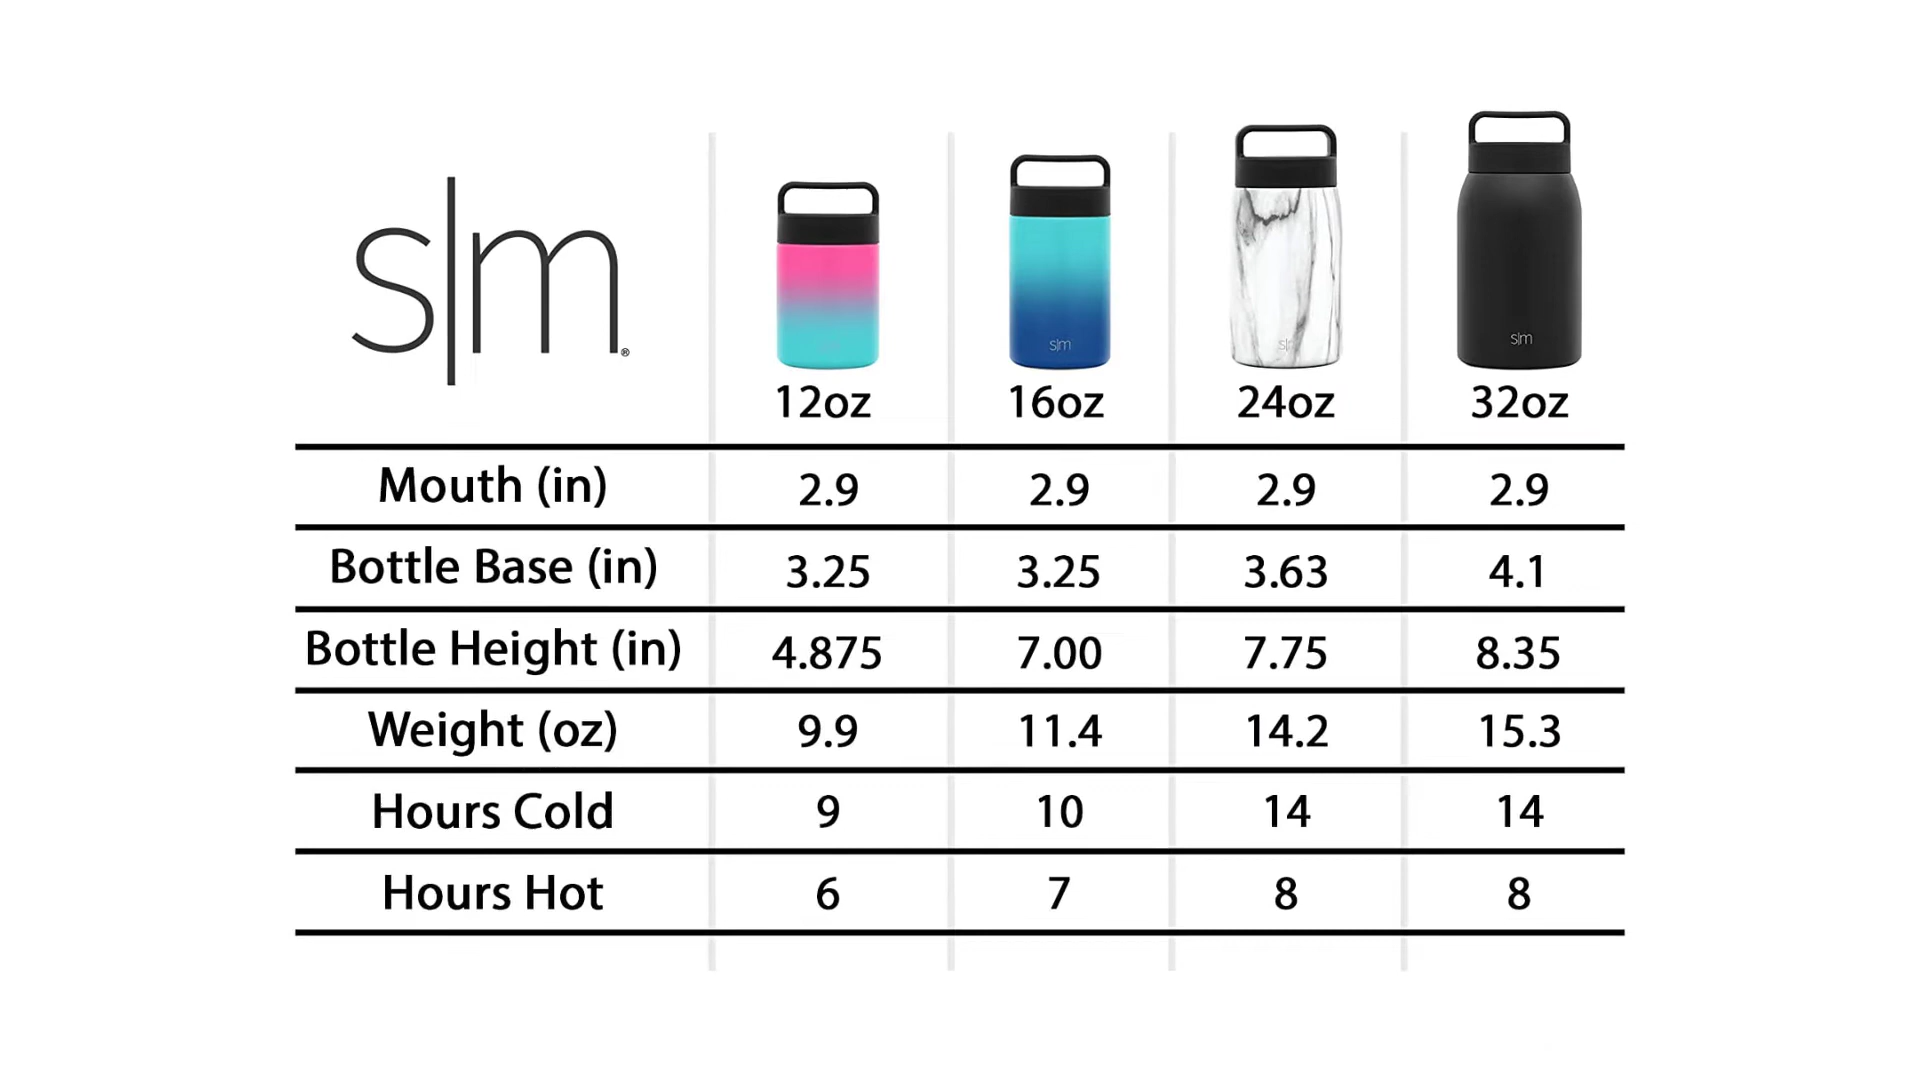 s|m®
slm
slm
12oz 16oz 24oz 32oz
Mouth (in) 2.9 2.9 2.9 2.9
Bottle Base (in) 3.25 3.25 3.63 4.1
Bottle Height (in) 4.875 7.00 7.75 8.35
Weight (oz) 9.9 11.4 14.2 15.3
Hours Cold 9 10 14 14
Hours Hot 6 7 8 8